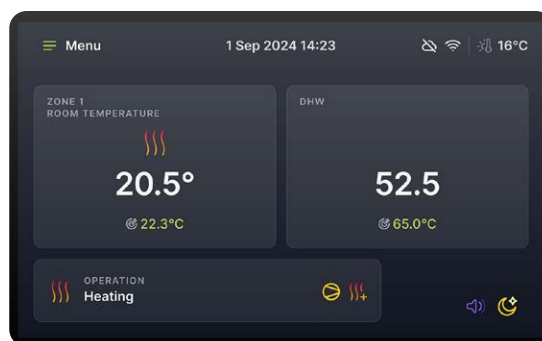 Menu
1 Sep 2024 14:23
16°C
ZONE 1
ROOM TEMPERATURE
20.5°
22.3°C
DHW
52.5
65.0°C
OPERATION
Heating